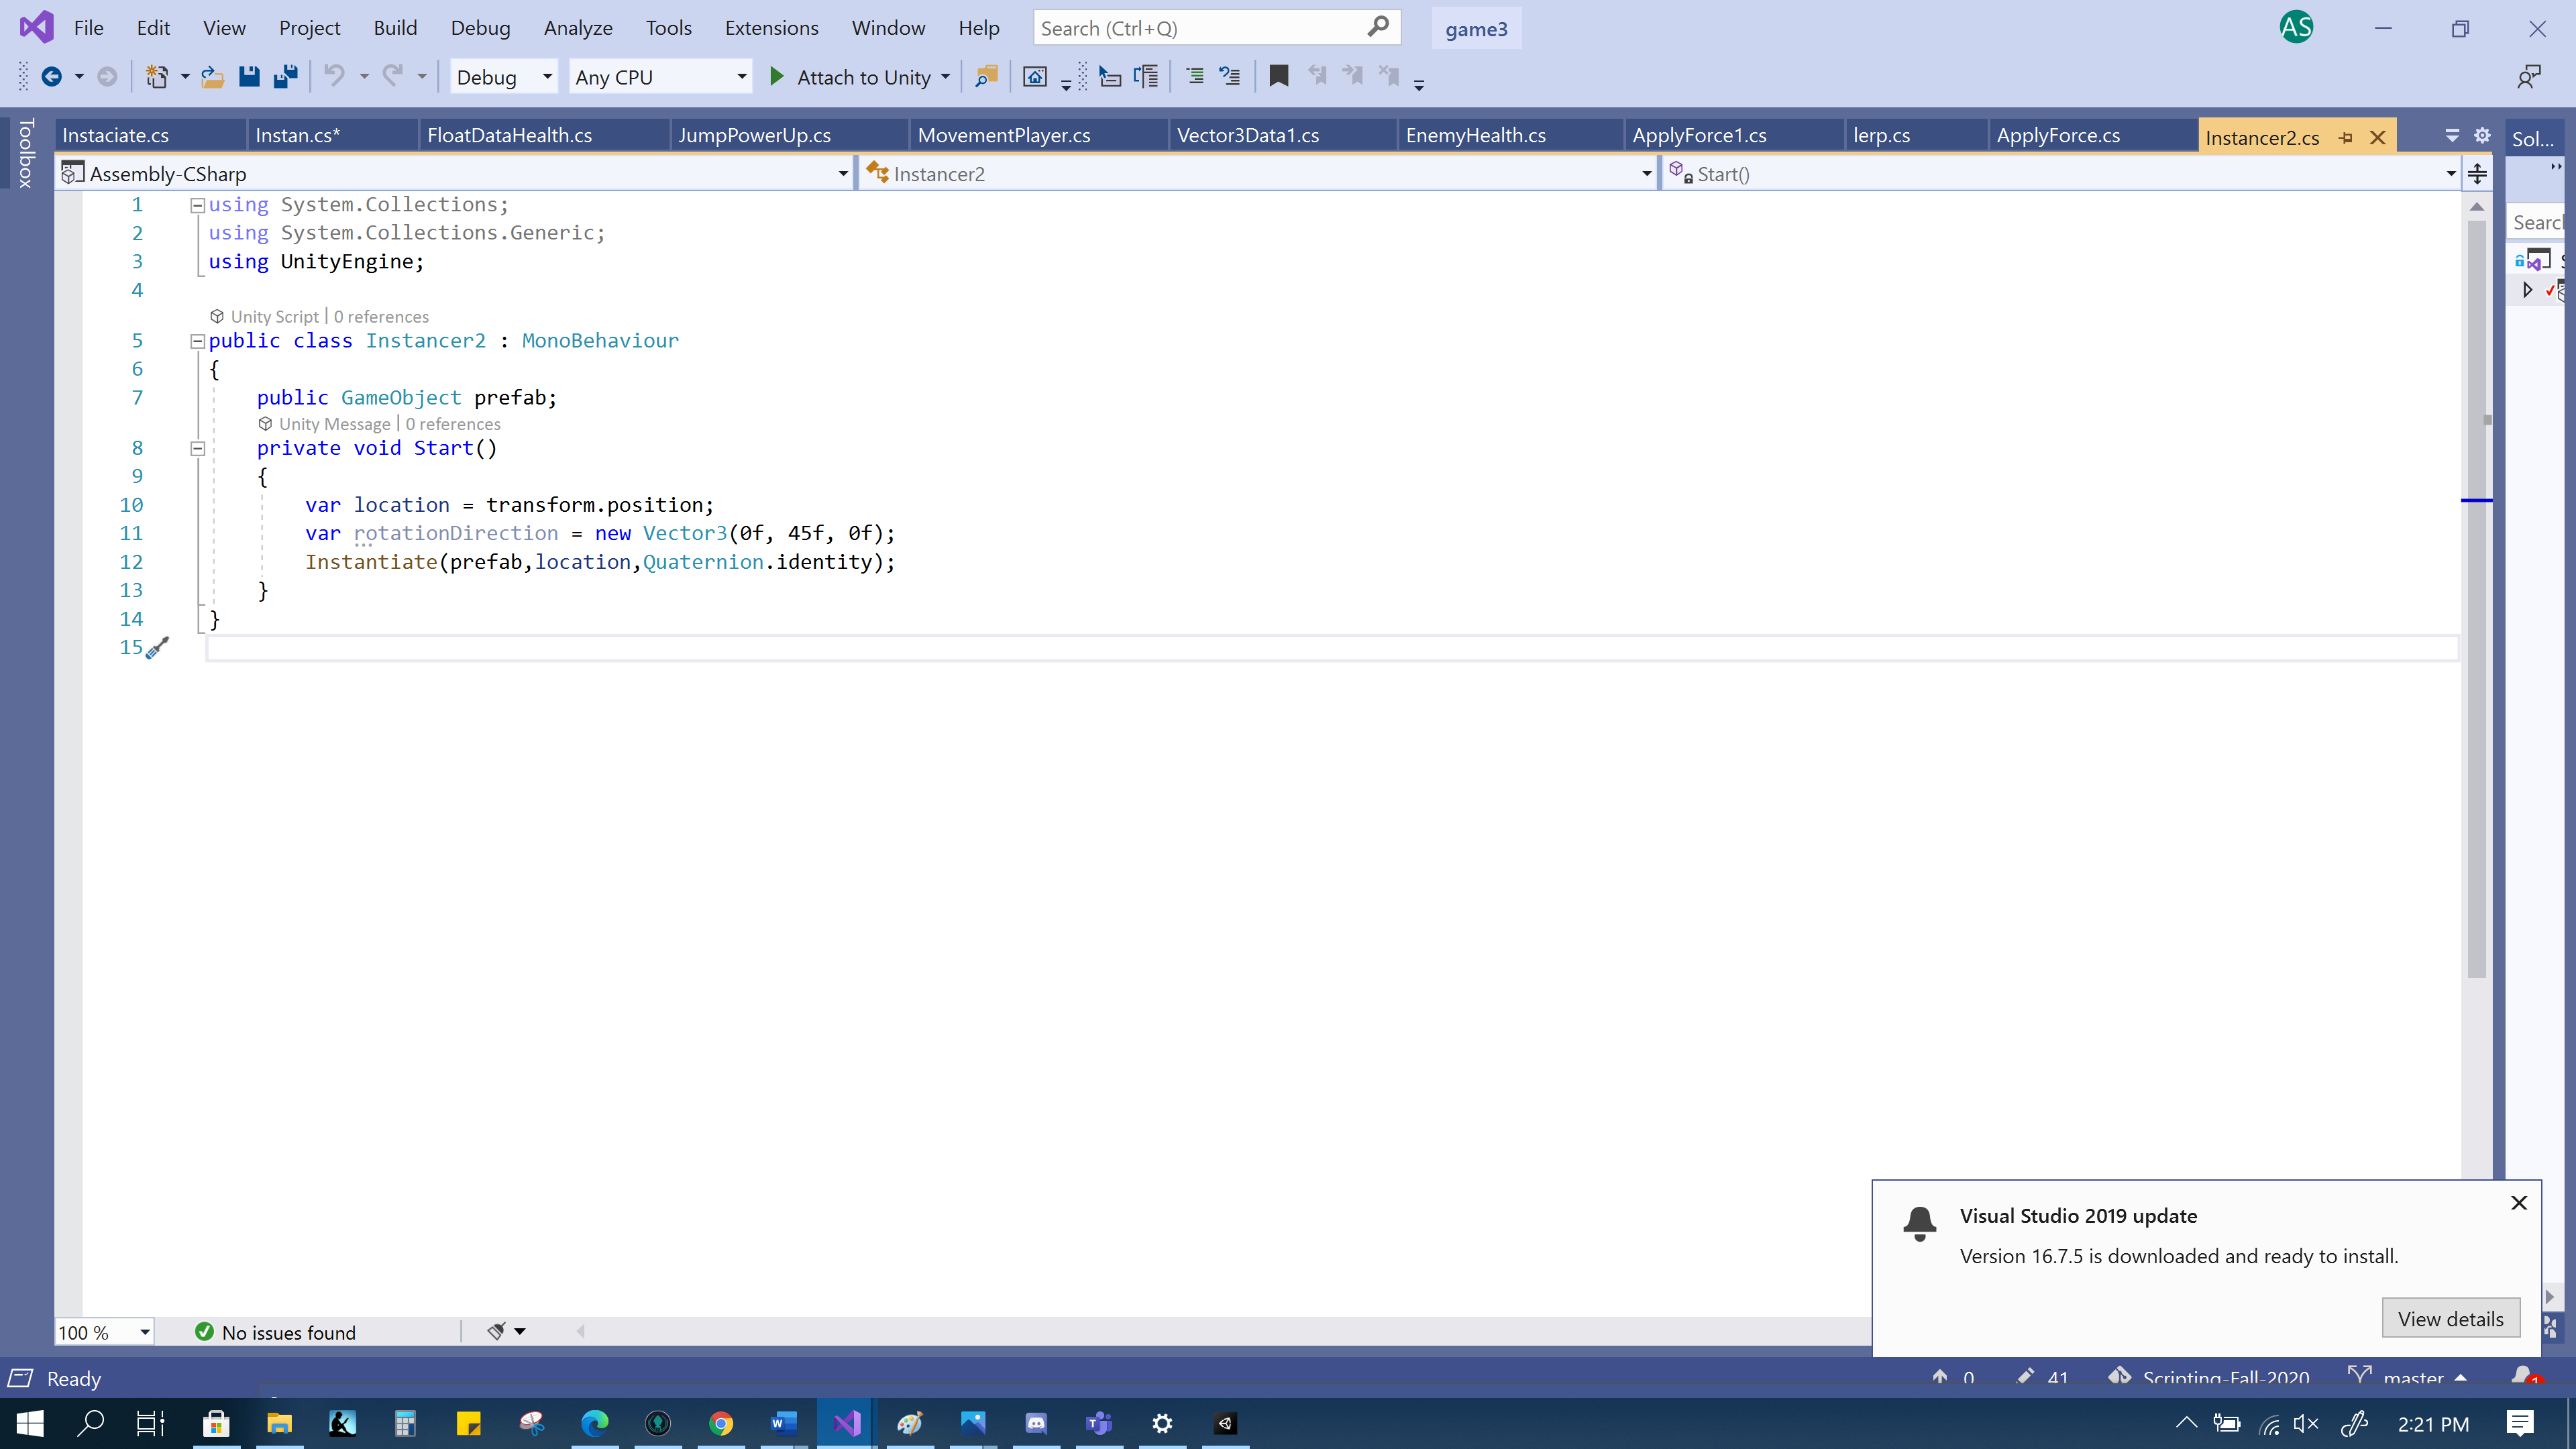 File Edit View Project Build Debug Analyze Tools Extensions Window Help Search (Ctrl+Q) game3 AS
Debug Any CPU Attach to Unity
Toolbox
Instaciate.cs Instan.cs* FloatDataHealth.cs JumpPowerUp.cs MovementPlayer.cs Vector3Data1.cs EnemyHealth.cs ApplyForce1.cs lerp.cs ApplyForce.cs Instancer2.cs Sol...
Assembly-CSharp Instancer2 Start()
1 using System.Collections;
2 using System.Collections.Generic;
3 using UnityEngine;
4
Unity Script | 0 references
5 public class Instancer2 : MonoBehaviour
6 {
7 public GameObject prefab;
Unity Message | 0 references
8 private void Start()
9 {
10 var location = transform.position;
11 var rotationDirection = new Vector3(0f, 45f, 0f);
12 Instantiate(prefab,location,Quaternion.identity);
13 }
14 }
15
Visual Studio 2019 update
Version 16.7.5 is downloaded and ready to install.
View details
100 % No issues found
Ready 0 41 Scripting-Fall-2020 master 1
2:21 PM